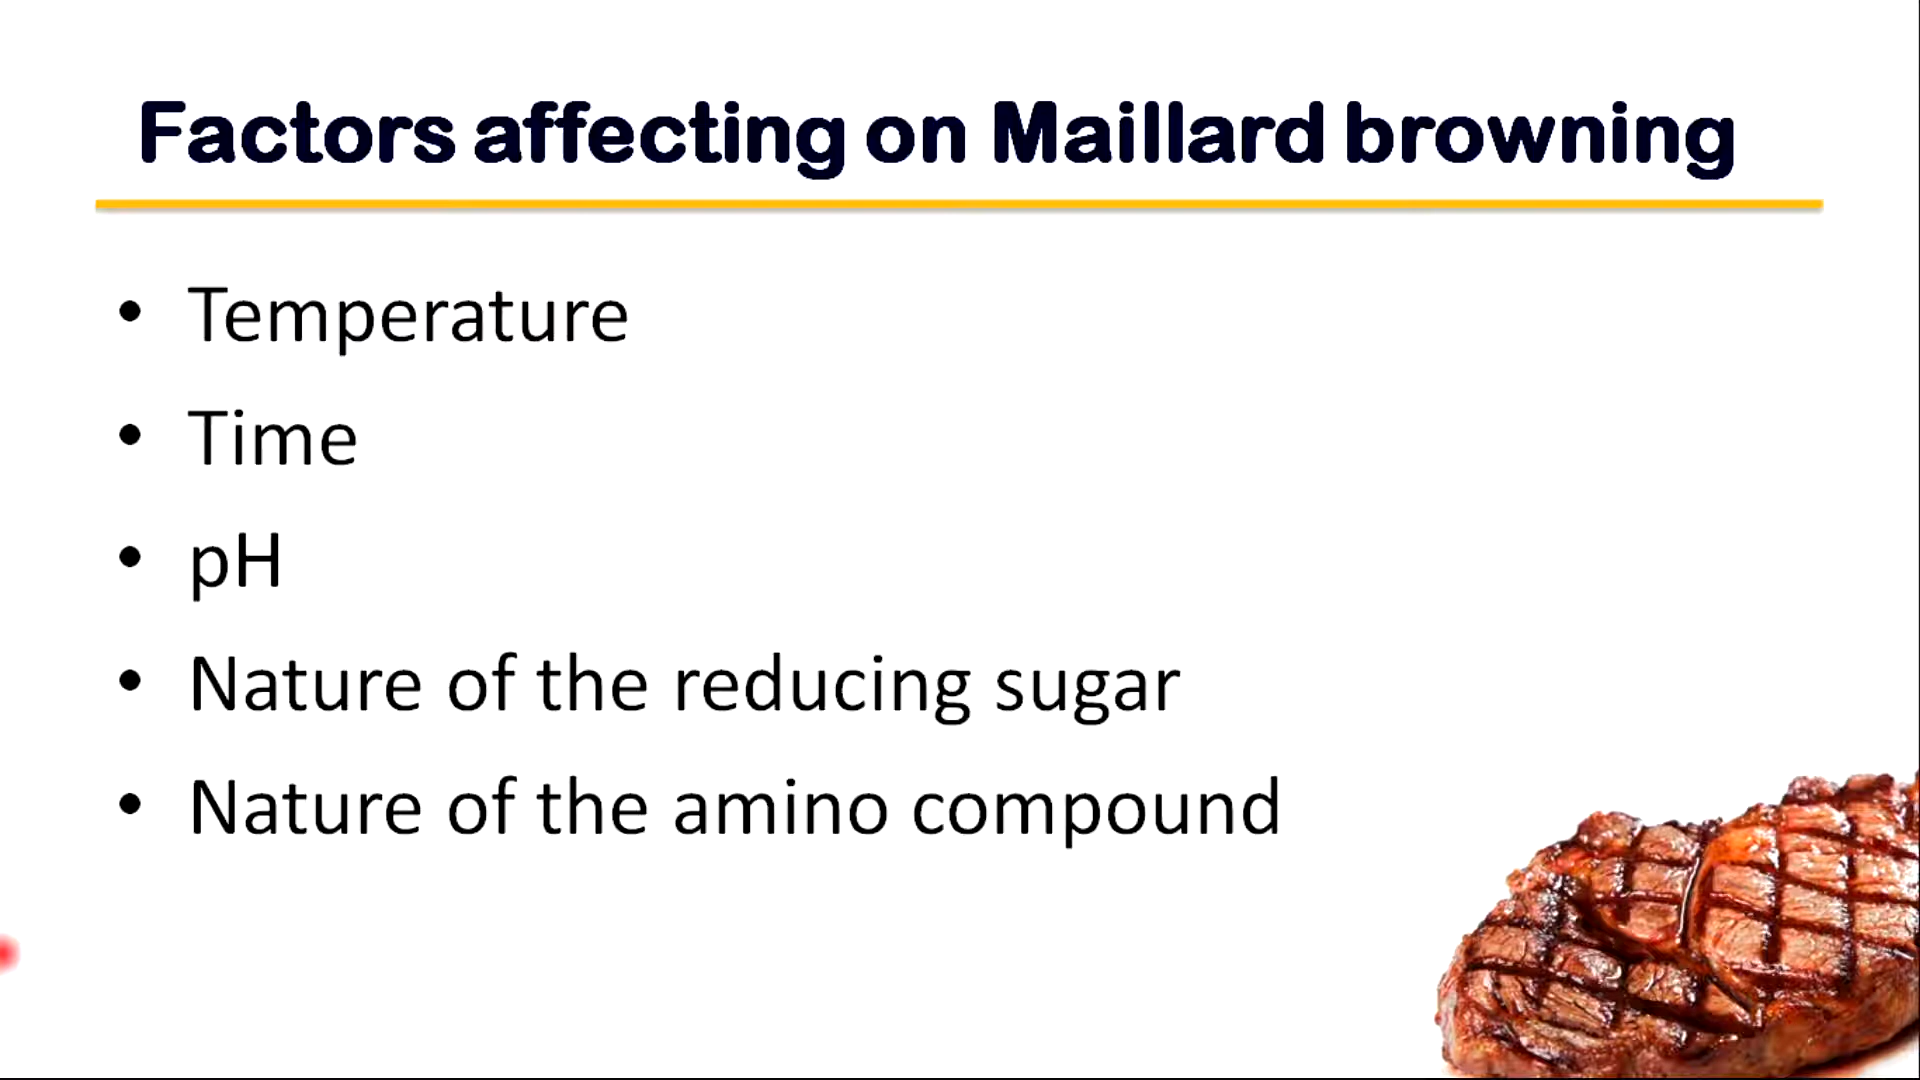 Factors affecting on Maillard browning
• Temperature
• Time
• pH
• Nature of the reducing sugar
• Nature of the amino compound